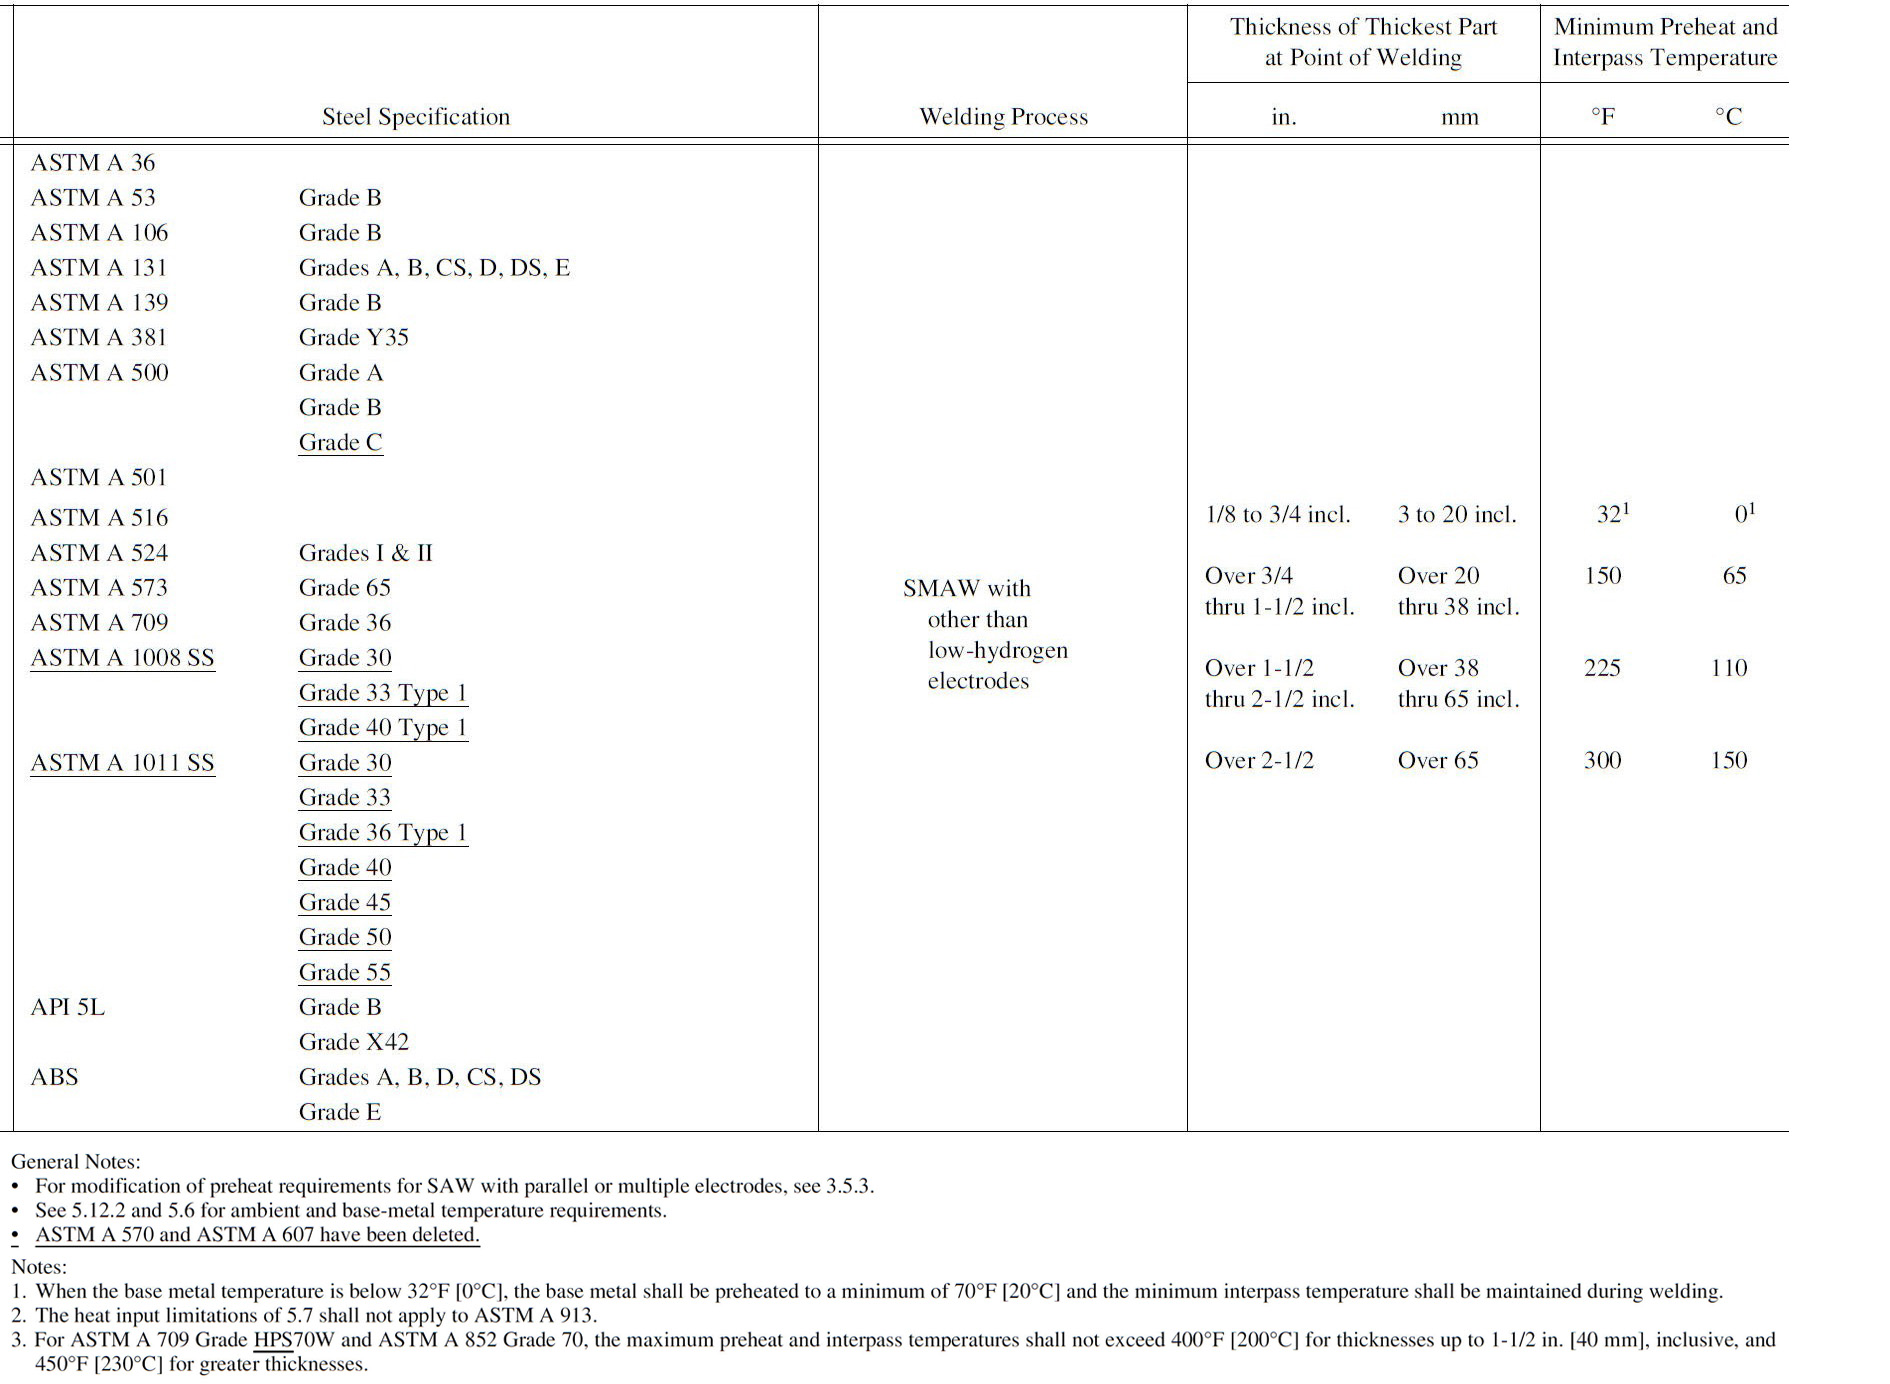 Thickness of Thickest Part at Point of Welding
Minimum Preheat and Interpass Temperature
Steel Specification Welding Process in. mm °F °C
ASTM A 36
ASTM A 53 Grade B
ASTM A 106 Grade B
ASTM A 131 Grades A, B, CS, D, DS, E
ASTM A 139 Grade B
ASTM A 381 Grade Y35
ASTM A 500 Grade A
Grade B
Grade C
ASTM A 501
ASTM A 516
ASTM A 524 Grades I & II
ASTM A 573 Grade 65
ASTM A 709 Grade 36
ASTM A 1008 SS Grade 30
Grade 33 Type 1
Grade 40 Type 1
ASTM A 1011 SS Grade 30
Grade 33
Grade 36 Type 1
Grade 40
Grade 45
Grade 50
Grade 55
API 5L Grade B
Grade X42
ABS Grades A, B, D, CS, DS
Grade E
SMAW with
other than
low-hydrogen
electrodes
1/8 to 3/4 incl. 3 to 20 incl. 32¹ 0¹
Over 3/4 Over 20 150 65
thru 1-1/2 incl. thru 38 incl.
Over 1-1/2 Over 38 225 110
thru 2-1/2 incl. thru 65 incl.
Over 2-1/2 Over 65 300 150
General Notes:
• For modification of preheat requirements for SAW with parallel or multiple electrodes, see 3.5.3.
• See 5.12.2 and 5.6 for ambient and base-metal temperature requirements.
• ASTM A 570 and ASTM A 607 have been deleted.
Notes:
1. When the base metal temperature is below 32°F [0°C], the base metal shall be preheated to a minimum of 70°F [20°C] and the minimum interpass temperature shall be maintained during welding.
2. The heat input limitations of 5.7 shall not apply to ASTM A 913.
3. For ASTM A 709 Grade HPS70W and ASTM A 852 Grade 70, the maximum preheat and interpass temperatures shall not exceed 400°F [200°C] for thicknesses up to 1-1/2 in. [40 mm], inclusive, and
450°F [230°C] for greater thicknesses.